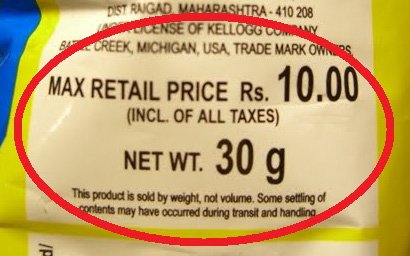 DIST RAIGAD, MAHARASHTRA - 410 208
UNDER LICENSE OF KELLOGG COMPANY
BATTLE CREEK, MICHIGAN, USA, TRADE MARK OWNERS
MAX RETAIL PRICE Rs. 10.00
(INCL. OF ALL TAXES)
NET WT. 30 g
This product is sold by weight, not volume. Some settling of
contents may have occurred during transit and handling